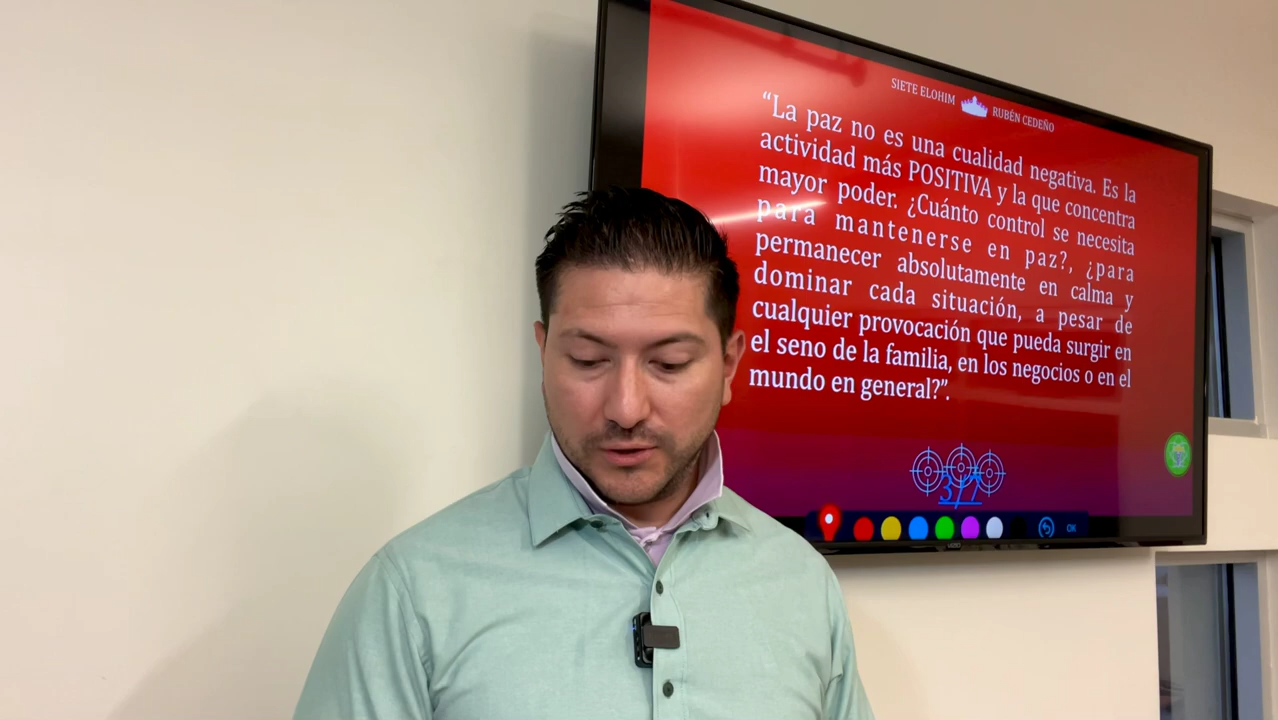 SIETE ELOHIM RUBÉN CEDEÑO
“La paz no es una cualidad negativa. Es la
actividad más POSITIVA y la que concentra
mayor poder. ¿Cuánto control se necesita
para mantenerse en paz?, ¿para
permanecer absolutamente en calma y
dominar cada situación, a pesar de
cualquier provocación que pueda surgir en
el seno de la familia, en los negocios o en el
mundo en general?”.
377
OK